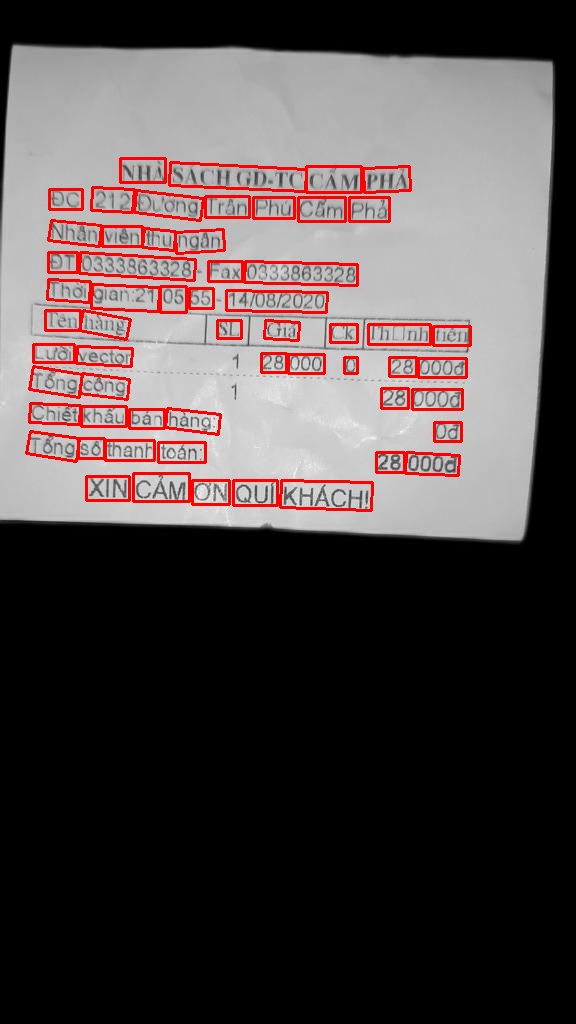 NHÀ SÁCH GD-TC CẨM PHẢ
ĐC 212 Đường Trần Phú Cẩm Phả
Nhân viên thu ngân
ĐT 0333863328 - Fax 0333863328
Thời gian:21 05 55 - 14/08/2020
Tên hàng SL Giá Ck Th□nh tiền
Lưỡi vector 1 28 000 0 28 000đ
Tổng cộng 1 28 000đ
Chiết khấu bán hàng: 0đ
Tổng số thanh toán: 28 000đ
XIN CẢM ƠN QUÍ KHÁCH!